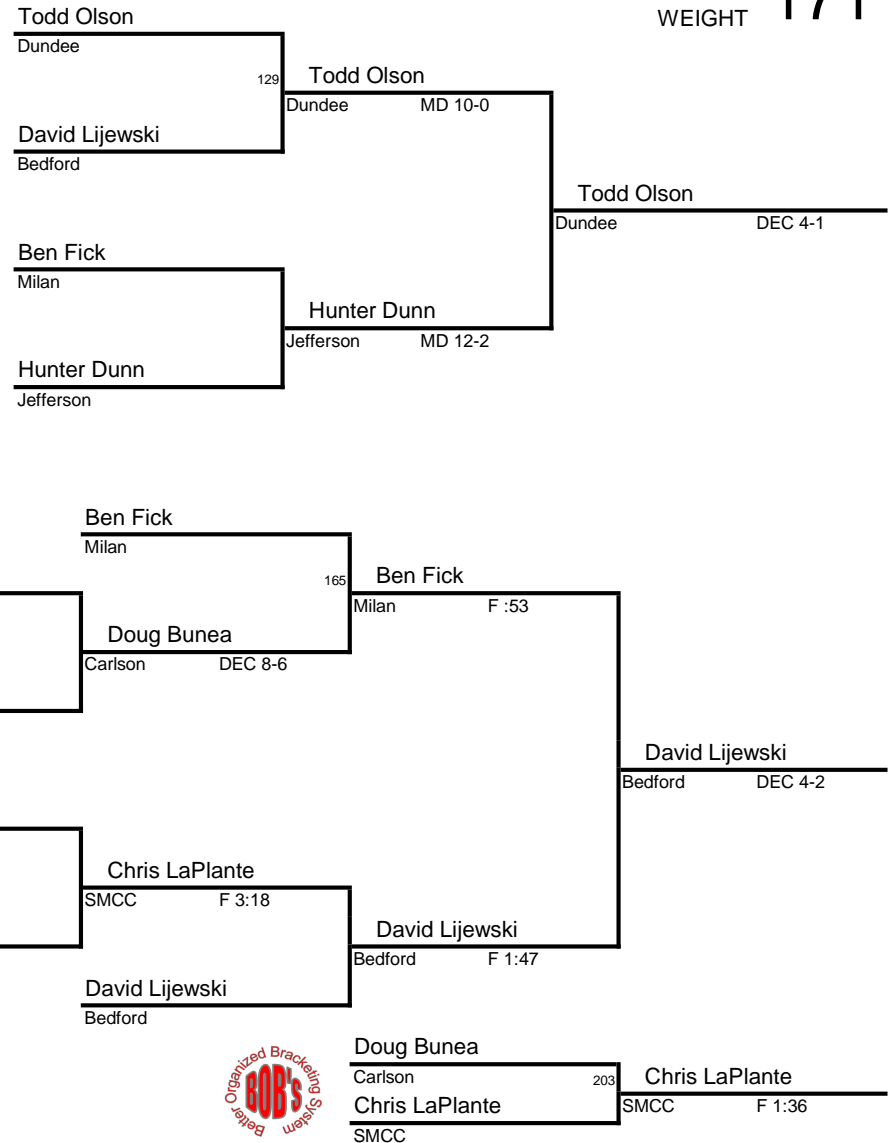 Todd Olson
WEIGHT 171
Dundee
129 Todd Olson
Dundee MD 10-0
David Lijewski
Bedford
Todd Olson
Dundee DEC 4-1
Ben Fick
Milan
Hunter Dunn
Jefferson MD 12-2
Hunter Dunn
Jefferson
Ben Fick
Milan
165 Ben Fick
Milan F :53
Doug Bunea
Carlson DEC 8-6
David Lijewski
Bedford DEC 4-2
Chris LaPlante
SMCC F 3:18
David Lijewski
Bedford F 1:47
David Lijewski
Bedford
Better Organized Bracketing System
BOB's
Doug Bunea
Carlson 203 Chris LaPlante
Chris LaPlante SMCC F 1:36
SMCC